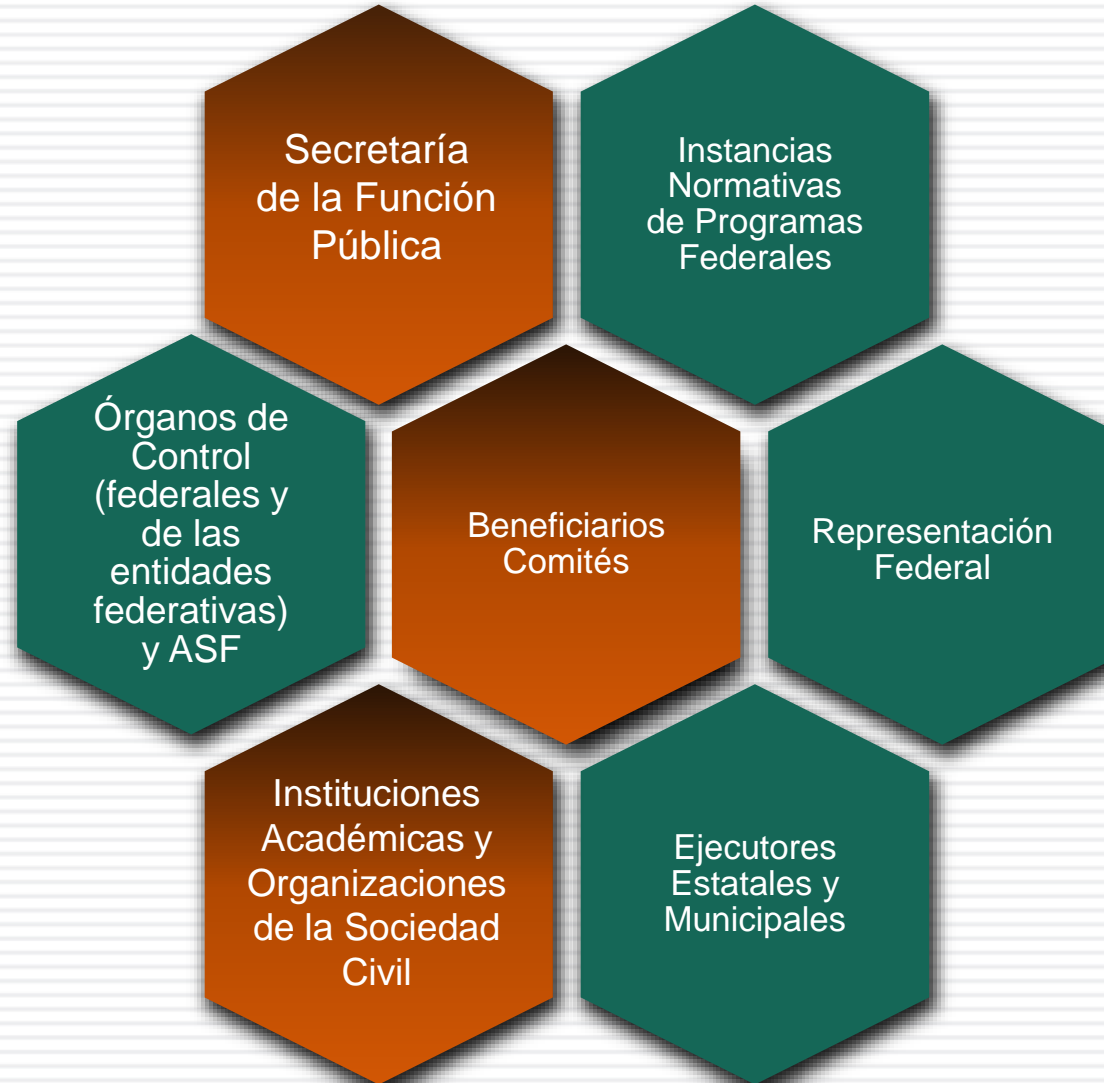 Secretaría
de la Función
Pública
Instancias
Normativas
de Programas
Federales
Órganos de
Control
(federales y
de las
entidades
federativas)
y ASF
Beneficiarios
Comités
Representación
Federal
Instituciones
Académicas y
Organizaciones
de la Sociedad
Civil
Ejecutores
Estatales y
Municipales